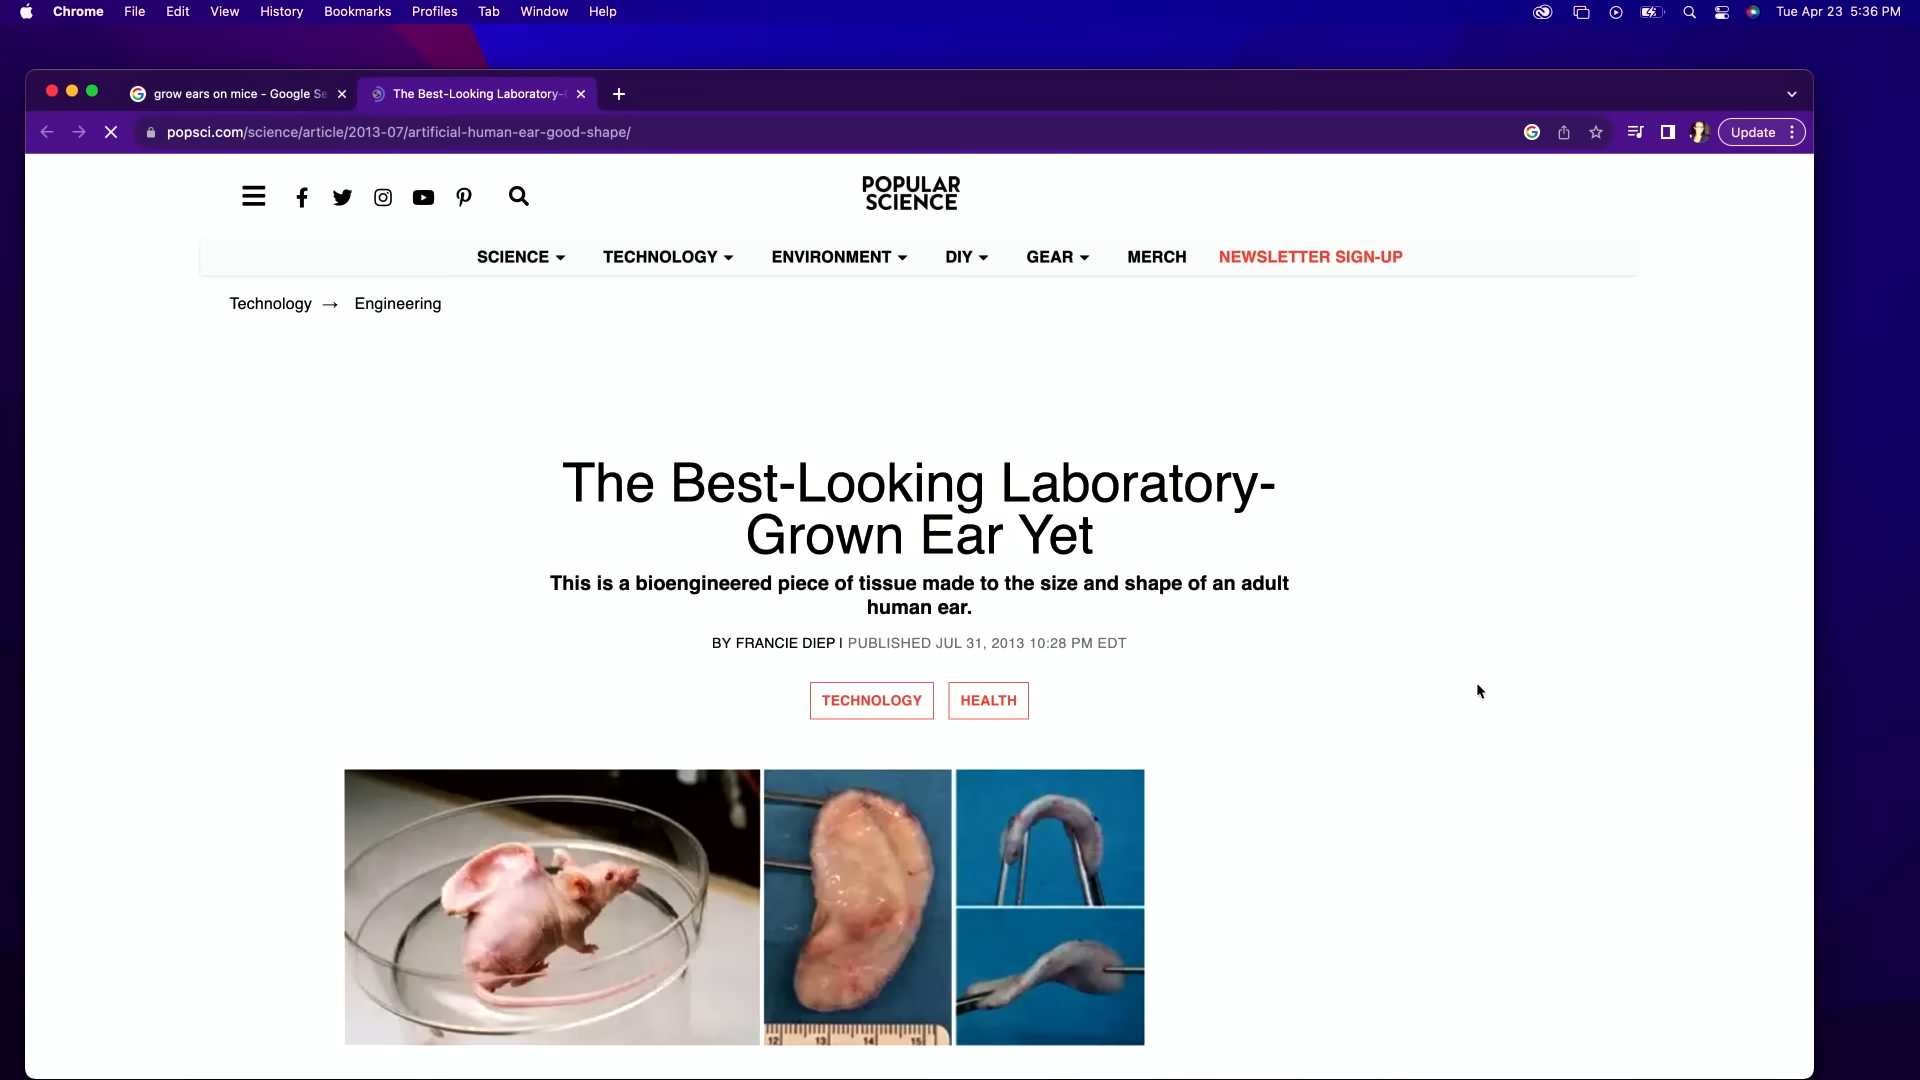 Chrome File Edit View History Bookmarks Profiles Tab Window Help Tue Apr 23 5:36 PM
grow ears on mice - Google Se The Best-Looking Laboratory-
popsci.com/science/article/2013-07/artificial-human-ear-good-shape/ Update
POPULAR
SCIENCE
SCIENCE TECHNOLOGY ENVIRONMENT DIY GEAR MERCH NEWSLETTER SIGN-UP
Technology → Engineering
The Best-Looking Laboratory-
Grown Ear Yet
This is a bioengineered piece of tissue made to the size and shape of an adult
human ear.
BY FRANCIE DIEP | PUBLISHED JUL 31, 2013 10:28 PM EDT
TECHNOLOGY HEALTH
12 13 14 15